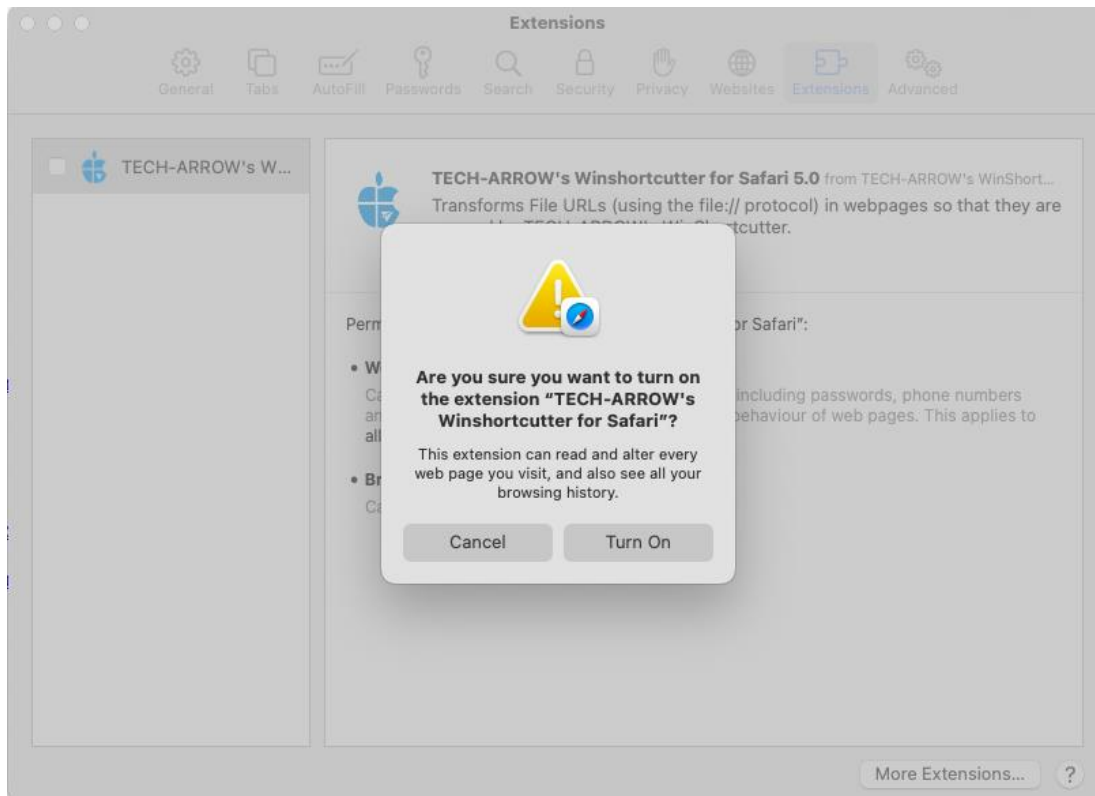 Extensions
General Tabs AutoFill Passwords Search Security Privacy Websites Extensions Advanced
TECH-ARROW's W...
TECH-ARROW's Winshortcutter for Safari 5.0 from TECH-ARROW's WinShort...
Transforms File URLs (using the file:// protocol) in webpages so that they are
tcutter.
Perm
or Safari":
• W
Ca
including passwords, phone numbers
an
behaviour of web pages. This applies to
all
• Br
Ca
Are you sure you want to turn on
the extension “TECH-ARROW's
Winshortcutter for Safari”?
This extension can read and alter every
web page you visit, and also see all your
browsing history.
Cancel Turn On
More Extensions... ?